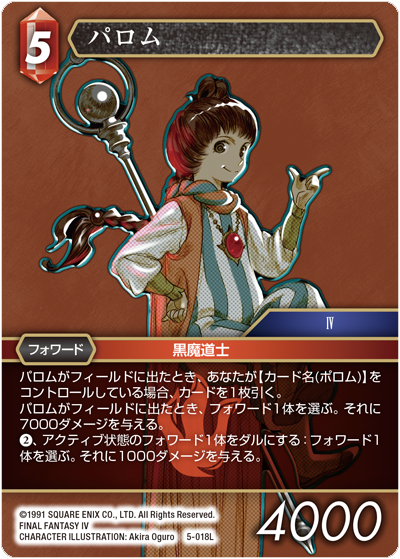 5
パロム
IV
フォワード
黒魔道士
パロムがフィールドに出たとき、あなたが【カード名(ポロム)】を
コントロールしている場合、カードを1枚引く。
パロムがフィールドに出たとき、フォワード1体を選ぶ。それに
7000ダメージを与える。
❷、アクティブ状態のフォワード1体をダルにする：フォワード1
体を選ぶ。それに1000ダメージを与える。
©1991 SQUARE ENIX CO., LTD. All Rights Reserved.
FINAL FANTASY IV
CHARACTER ILLUSTRATION: Akira Oguro 5-018L
4000